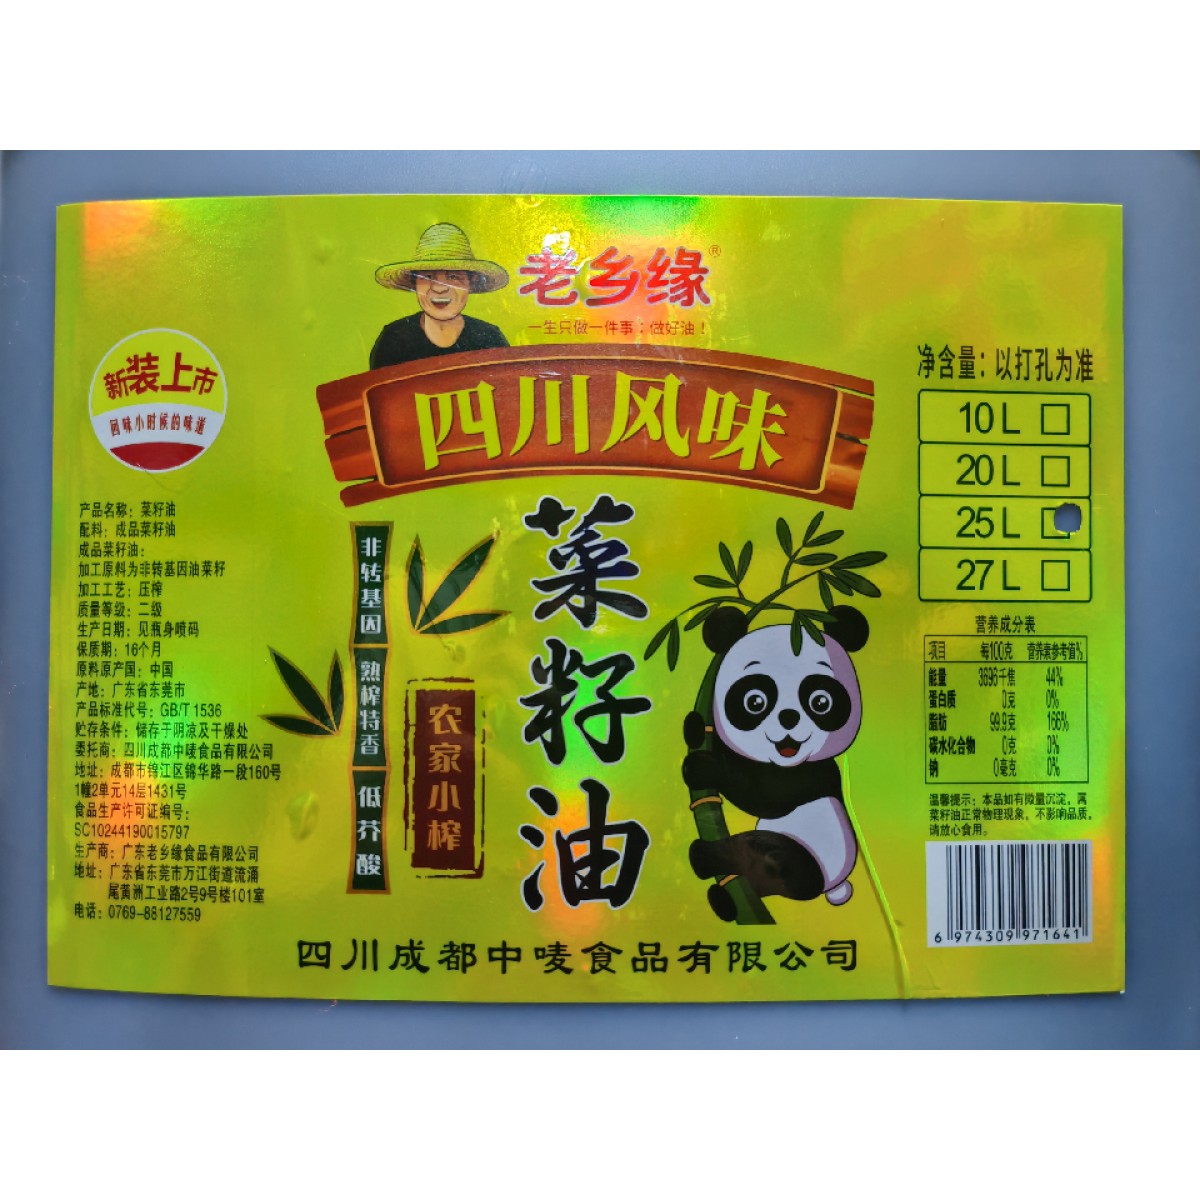 老乡缘®
一生只做一件事：做好油！
四川风味
新装上市
回味小时候的味道
菜籽油
非转基因
熟榨特香
低芥酸
农家小榨
产品名称：菜籽油
配料：成品菜籽油
成品菜籽油：
加工原料为非转基因油菜籽
加工工艺：压榨
质量等级：二级
生产日期：见瓶身喷码
保质期：16个月
原料原产国：中国
产地：广东省东莞市
产品标准代号：GB/T 1536
贮存条件：储存于阴凉及干燥处
委托商：四川成都中唛食品有限公司
地址：成都市锦江区锦华路一段160号
1幢2单元14层1431号
食品生产许可证编号：
SC10244190015797
生产商：广东老乡缘食品有限公司
地址：广东省东莞市万江街道流涌
尾黄洲工业路2号9号楼101室
电话：0769-88127559
净含量：以打孔为准
10L
20L
25L
27L
营养成分表
项目 每100克 营养素参考值%
能量 3696千焦 44%
蛋白质 0克 0%
脂肪 99.9克 166%
碳水化合物 0克 0%
钠 0毫克 0%
温馨提示：本品如有微量沉淀，属
菜籽油正常物理现象，不影响品质，
请放心食用。
6 974309 971641
四川成都中唛食品有限公司